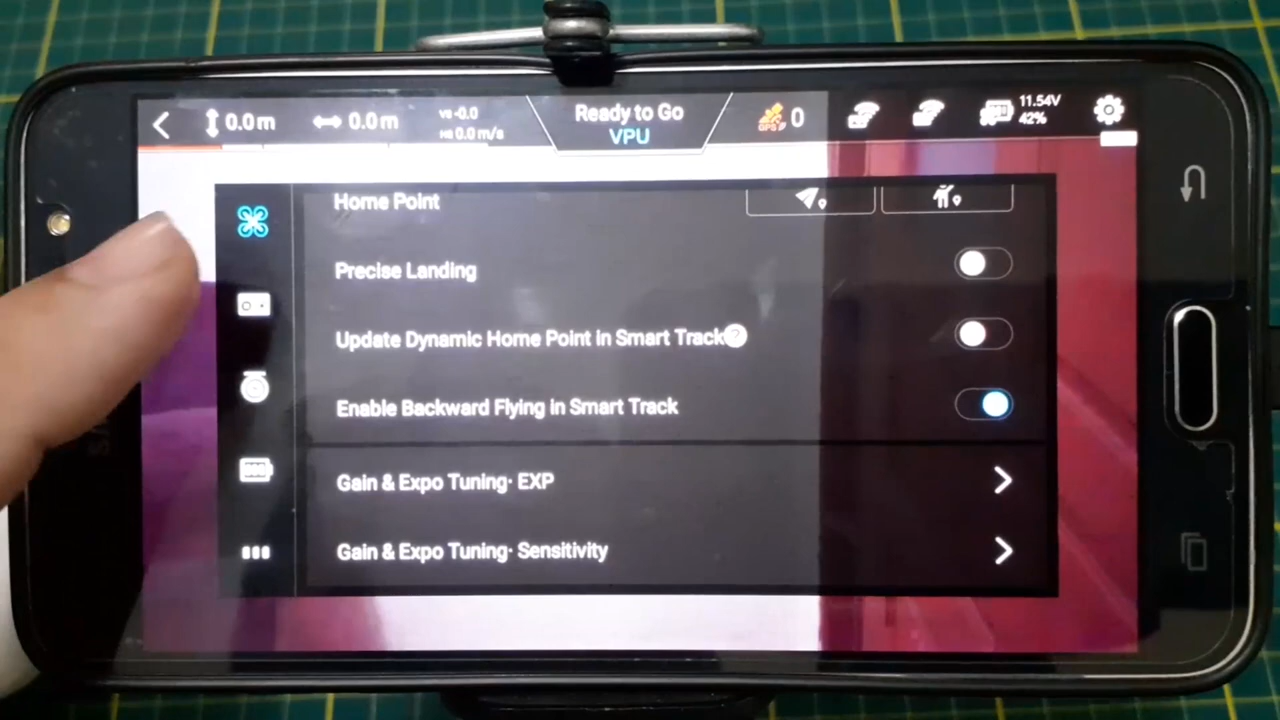 0.0m
0.0m
VS -0.0
HS 0.0 m/s
Ready to Go
VPU
GPS
0
11.54V
42%
Home Point
Precise Landing
Update Dynamic Home Point in Smart Track?
Enable Backward Flying in Smart Track
Gain & Expo Tuning· EXP
Gain & Expo Tuning· Sensitivity